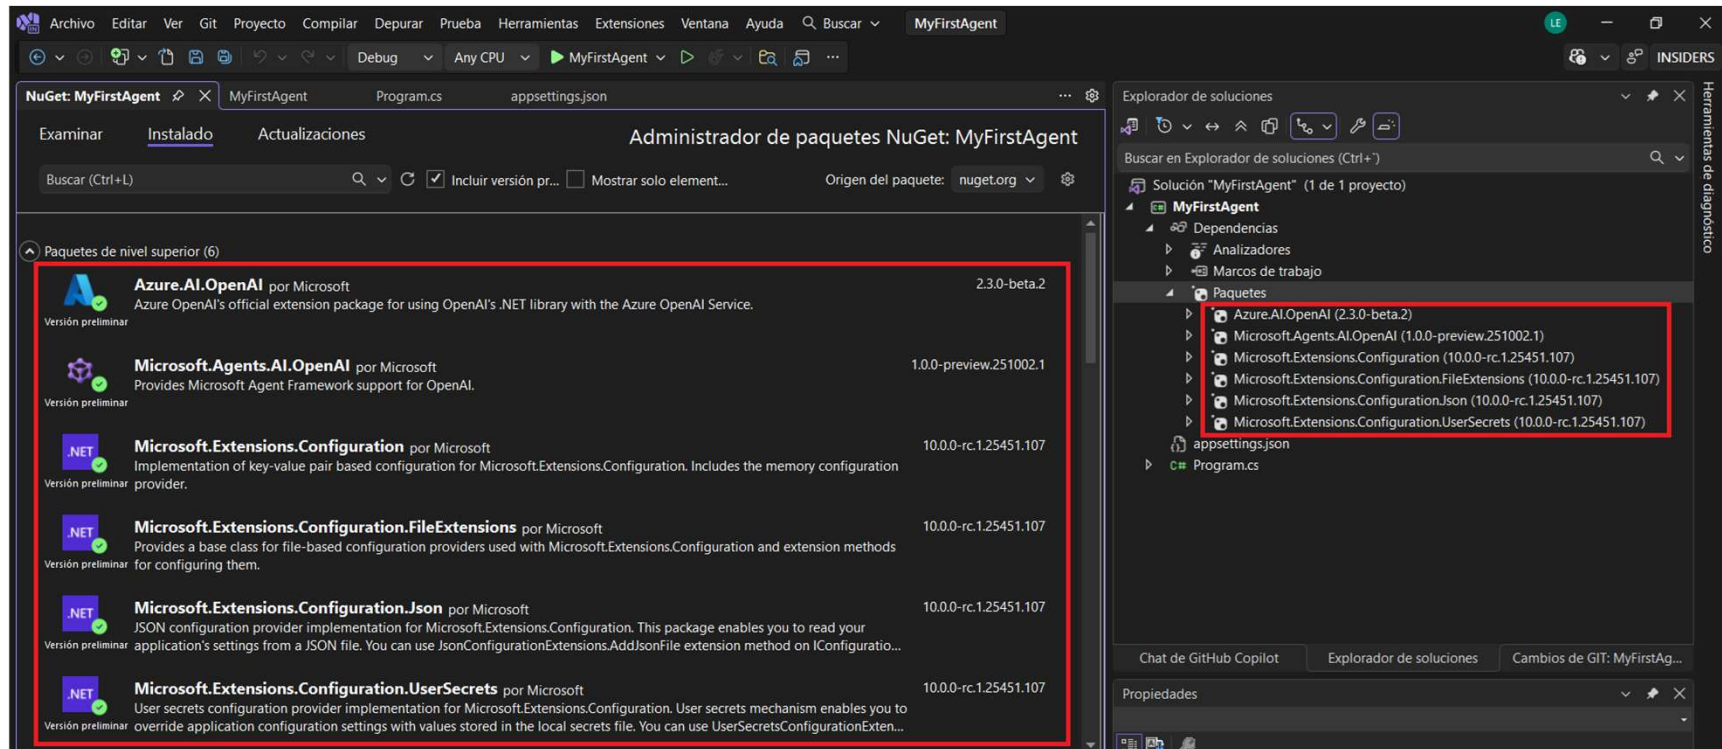 Archivo Editar Ver Git Proyecto Compilar Depurar Prueba Herramientas Extensiones Ventana Ayuda Buscar MyFirstAgent LE
Debug Any CPU MyFirstAgent INSIDERS
NuGet: MyFirstAgent MyFirstAgent Program.cs appsettings.json
Examinar Instalado Actualizaciones Administrador de paquetes NuGet: MyFirstAgent
Buscar (Ctrl+L) Incluir versión pr... Mostrar solo element... Origen del paquete: nuget.org
Paquetes de nivel superior (6)
Azure.AI.OpenAI por Microsoft 2.3.0-beta.2
Azure OpenAI's official extension package for using OpenAI's .NET library with the Azure OpenAI Service.
Versión preliminar
Microsoft.Agents.AI.OpenAI por Microsoft 1.0.0-preview.251002.1
Provides Microsoft Agent Framework support for OpenAI.
Versión preliminar
.NET
Microsoft.Extensions.Configuration por Microsoft 10.0.0-rc.1.25451.107
Implementation of key-value pair based configuration for Microsoft.Extensions.Configuration. Includes the memory configuration
Versión preliminar provider.
.NET
Microsoft.Extensions.Configuration.FileExtensions por Microsoft 10.0.0-rc.1.25451.107
Provides a base class for file-based configuration providers used with Microsoft.Extensions.Configuration and extension methods
Versión preliminar for configuring them.
.NET
Microsoft.Extensions.Configuration.Json por Microsoft 10.0.0-rc.1.25451.107
JSON configuration provider implementation for Microsoft.Extensions.Configuration. This package enables you to read your
Versión preliminar application's settings from a JSON file. You can use JsonConfigurationExtensions.AddJsonFile extension method on IConfiguratio...
.NET
Microsoft.Extensions.Configuration.UserSecrets por Microsoft 10.0.0-rc.1.25451.107
User secrets configuration provider implementation for Microsoft.Extensions.Configuration. User secrets mechanism enables you to
Versión preliminar override application configuration settings with values stored in the local secrets file. You can use UserSecretsConfigurationExten...
Explorador de soluciones
Buscar en Explorador de soluciones (Ctrl+`)
Solución "MyFirstAgent" (1 de 1 proyecto)
C# MyFirstAgent
Dependencias
Analizadores
Marcos de trabajo
Paquetes
Azure.AI.OpenAI (2.3.0-beta.2)
Microsoft.Agents.AI.OpenAI (1.0.0-preview.251002.1)
Microsoft.Extensions.Configuration (10.0.0-rc.1.25451.107)
Microsoft.Extensions.Configuration.FileExtensions (10.0.0-rc.1.25451.107)
Microsoft.Extensions.Configuration.Json (10.0.0-rc.1.25451.107)
Microsoft.Extensions.Configuration.UserSecrets (10.0.0-rc.1.25451.107)
appsettings.json
C# Program.cs
Chat de GitHub Copilot Explorador de soluciones Cambios de GIT: MyFirstAg...
Propiedades
Herramientas de diagnóstico